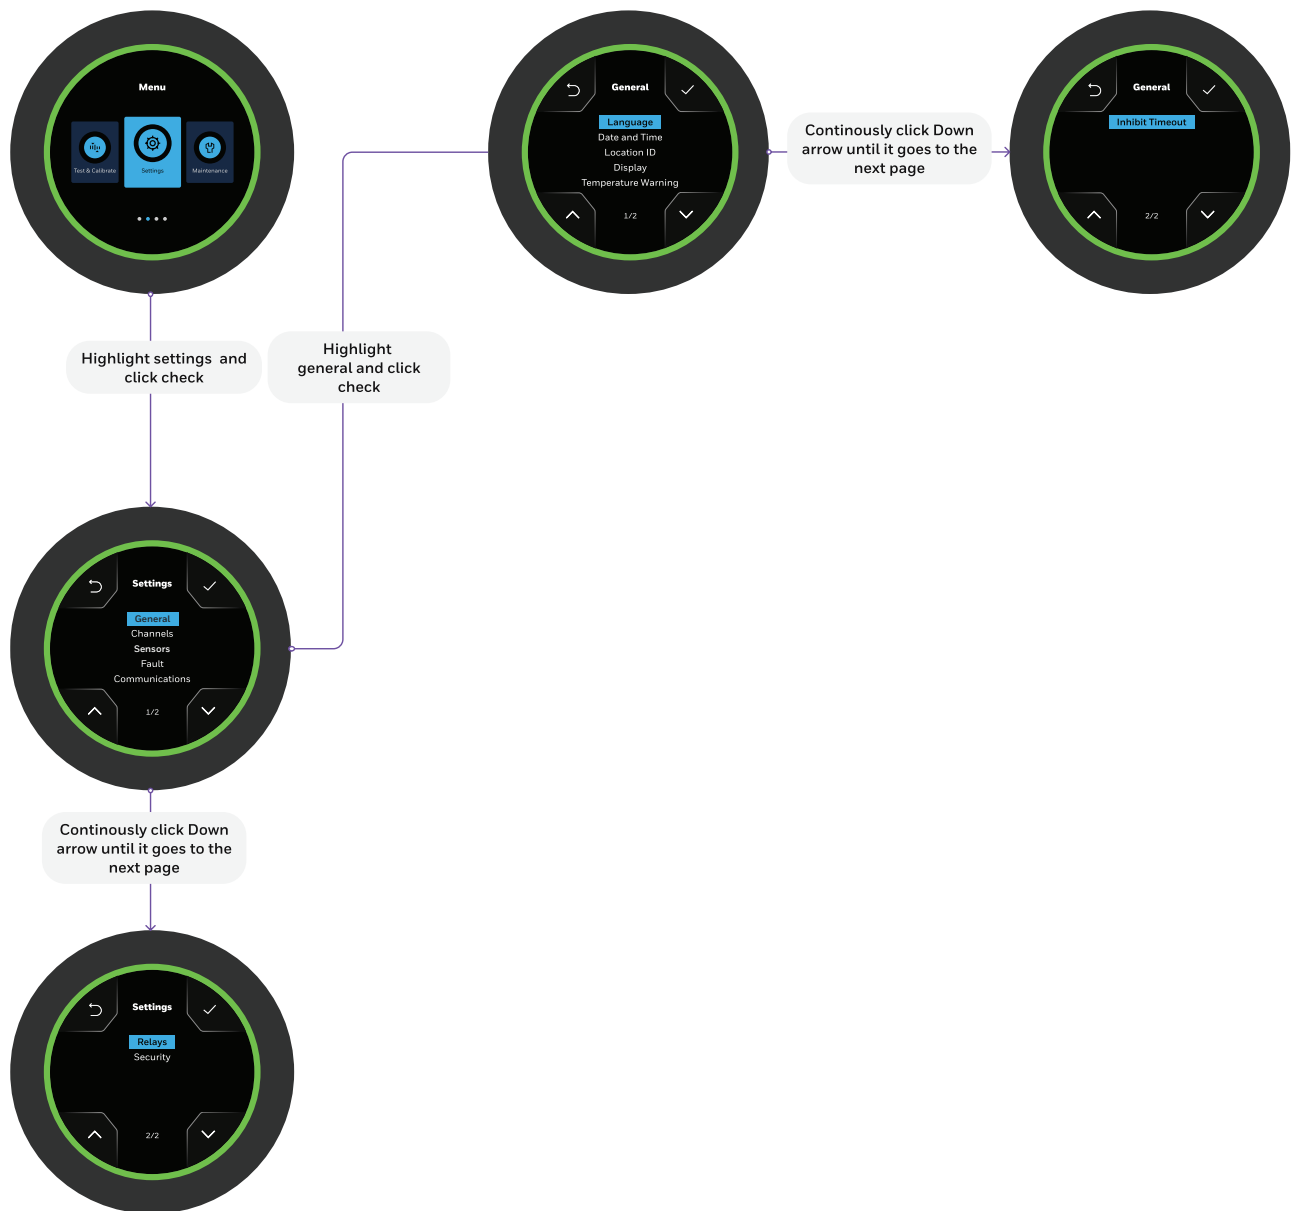 Menu
Test & Calibrate
Settings
Maintenance
Highlight settings and
click check
Settings
General
Channels
Sensors
Fault
Communications
1/2
Continously click Down
arrow until it goes to the
next page
Settings
Relays
Security
2/2
Highlight
general and click
check
General
Language
Date and Time
Location ID
Display
Temperature Warning
1/2
Continously click Down
arrow until it goes to the
next page
General
Inhibit Timeout
2/2